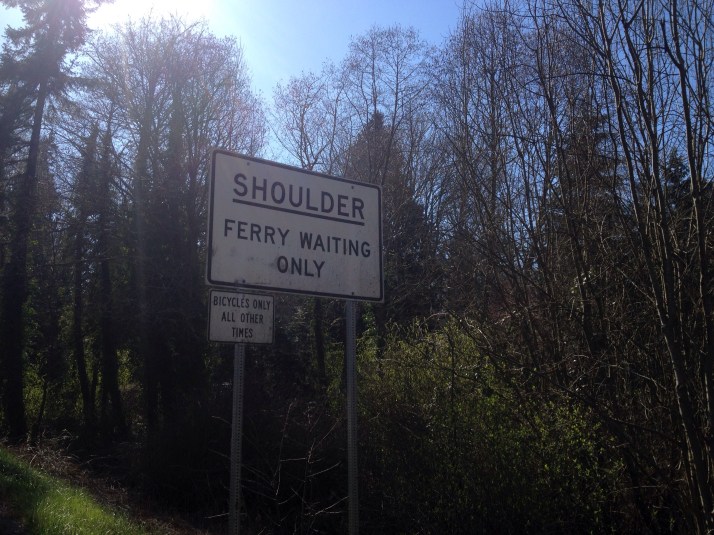 SHOULDER
FERRY WAITING
ONLY
BICYCLES ONLY
ALL OTHER
TIMES